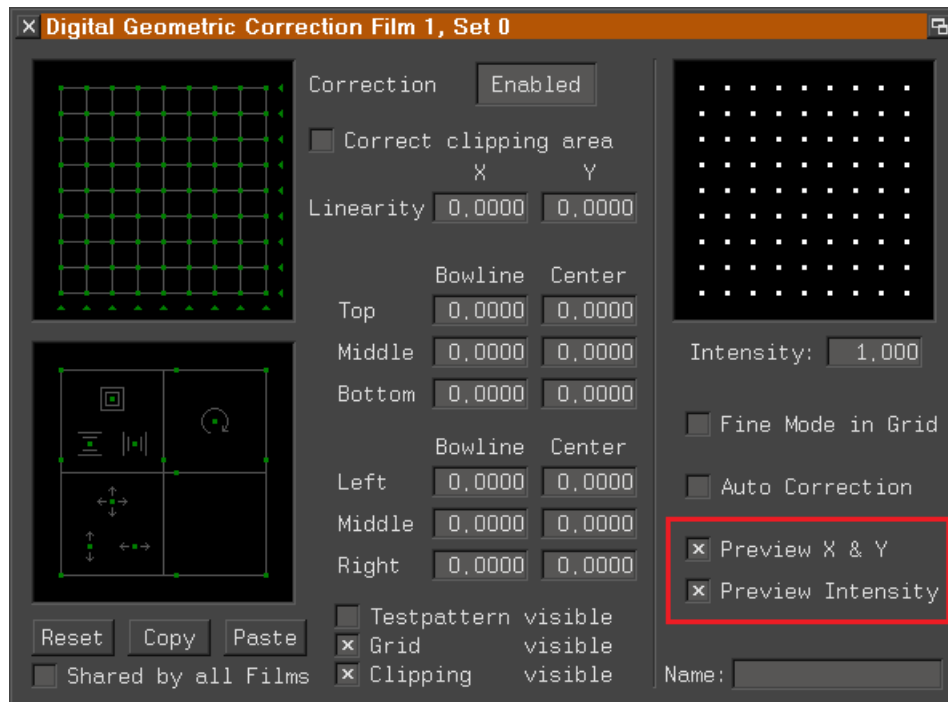 Digital Geometric Correction Film 1, Set 0
Correction Enabled
Correct clipping area
X Y
Linearity 0.0000 0.0000
Bowline Center
Top 0.0000 0.0000
Middle 0.0000 0.0000
Bottom 0.0000 0.0000
Bowline Center
Left 0.0000 0.0000
Middle 0.0000 0.0000
Right 0.0000 0.0000
Testpattern visible
Grid visible
Clipping visible
Reset Copy Paste
Shared by all Films
Intensity: 1.000
Fine Mode in Grid
Auto Correction
Preview X & Y
Preview Intensity
Name: